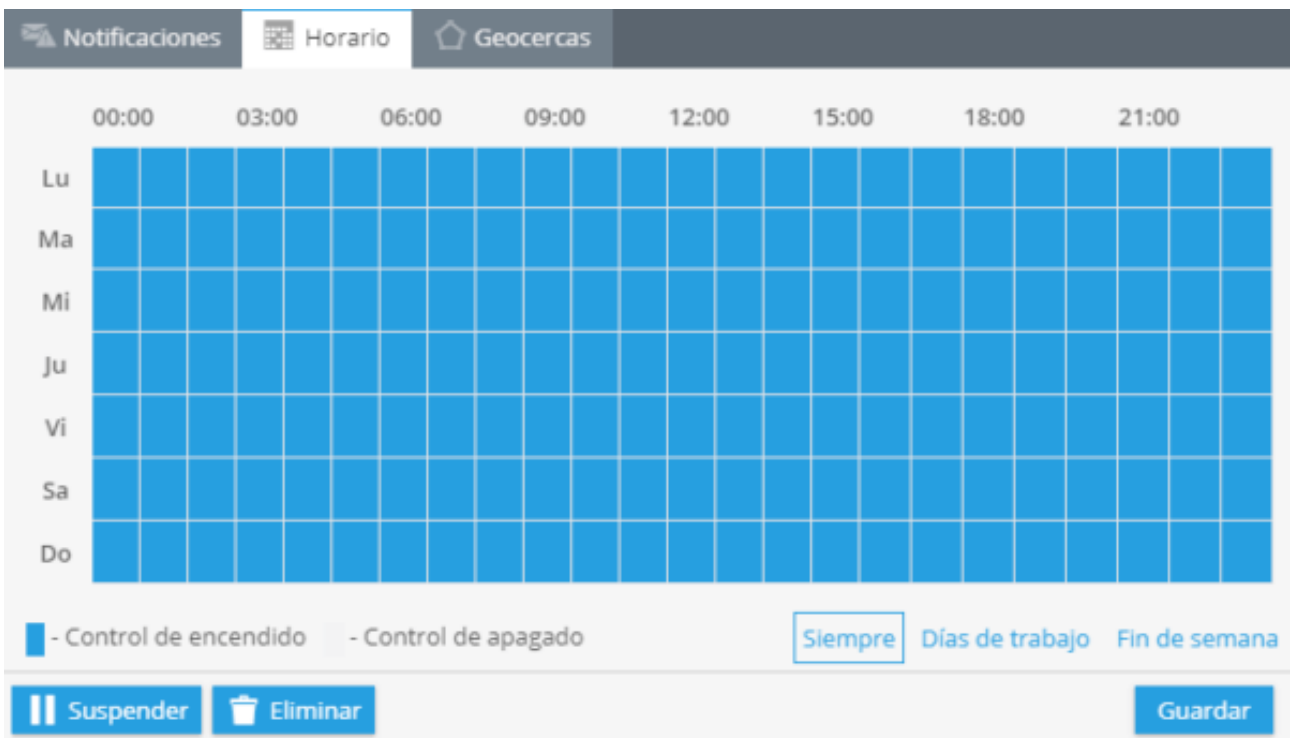 Notificaciones Horario Geocercas
00:00 03:00 06:00 09:00 12:00 15:00 18:00 21:00
Lu
Ma
Mi
Ju
Vi
Sa
Do
- Control de encendido - Control de apagado Siempre Días de trabajo Fin de semana
Suspender Eliminar Guardar